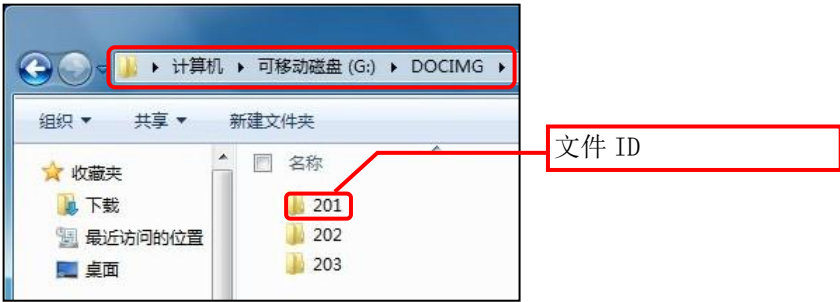 计算机 可移动磁盘 (G:) DOCIMG
组织 共享 新建文件夹
文件 ID
收藏夹 名称
下载 201
最近访问的位置 202
桌面 203